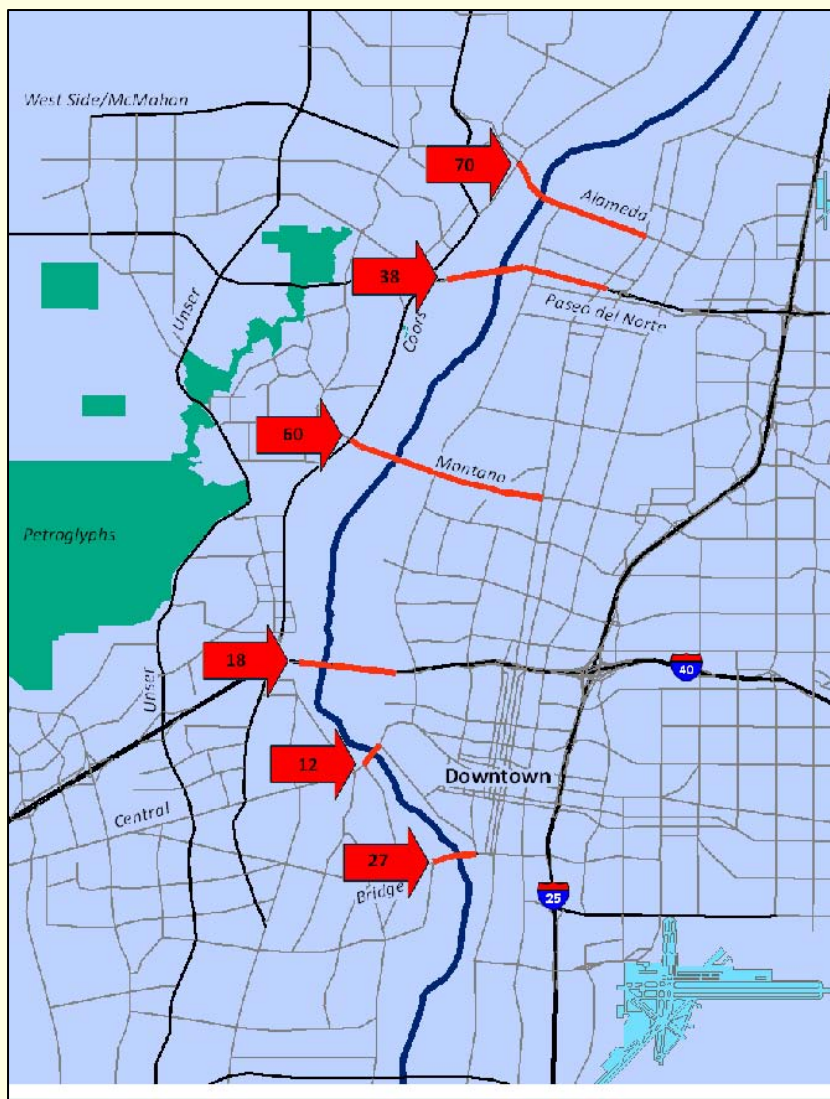 West Side/McMahan
70
Alameda
38
Unser
Paseo del Norte
Coors
60
Montano
Petroglyphs
18
40
Unser
12
Downtown
Central
27
Bridge
25